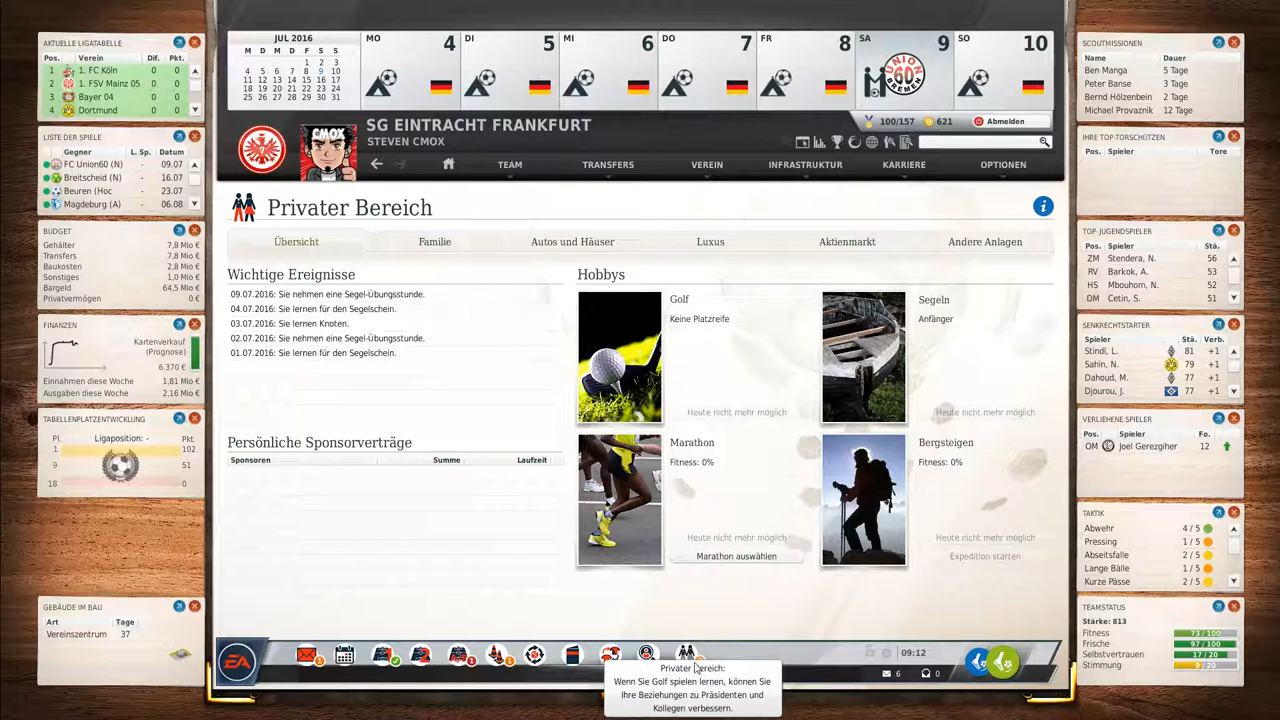 AKTUELLE LIGATABELLE
Pos. Verein Dif. Pkt.
1 1. FC Köln 0 0
2 1. FSV Mainz 05 0 0
3 Bayer 04 0 0
4 Dortmund 0 0
LISTE DER SPIELE
Gegner L. Sp. Datum
FC Union60 (N) - 09.07
Breitscheid (N) - 16.07
Beuren (Hoc - 23.07
Magdeburg (A) - 06.08
BUDGET
Gehälter 7,8 Mio €
Transfers 7,8 Mio €
Baukosten 2,8 Mio €
Sonstiges 1,0 Mio €
Bargeld 64,5 Mio €
Privatvermögen 0 €
FINANZEN
Kartenverkauf
(Prognose)
6.370 €
Einnahmen diese Woche 1,81 Mio €
Ausgaben diese Woche 2,16 Mio €
TABELLENPLATZENTWICKLUNG
Pl. Ligaposition: - Pkt.
1 102
9 51
18 0
GEBÄUDE IM BAU
Art Tage
Vereinszentrum 37
JUL 2016
M D M D F S S
1 2 3
4 5 6 7 8 9 10
11 12 13 14 15 16 17
18 19 20 21 22 23 24
25 26 27 28 29 30 31
MO 4
DI 5
MI 6
DO 7
FR 8
SA 9
UNION 60 BREMEN
SO 10
CMOX
SG EINTRACHT FRANKFURT
STEVEN CMOX
100/157 621 Abmelden
TEAM TRANSFERS VEREIN INFRASTRUKTUR KARRIERE OPTIONEN
Privater Bereich
Übersicht Familie Autos und Häuser Luxus Aktienmarkt Andere Anlagen
Wichtige Ereignisse
09.07.2016: Sie nehmen eine Segel-Übungsstunde.
04.07.2016: Sie lernen für den Segelschein.
03.07.2016: Sie lernen Knoten.
02.07.2016: Sie nehmen eine Segel-Übungsstunde.
01.07.2016: Sie lernen für den Segelschein.
Persönliche Sponsorverträge
Sponsoren Summe Laufzeit
Hobbys
Golf
Keine Platzreife
Heute nicht mehr möglich
Segeln
Anfänger
Heute nicht mehr möglich
Marathon
Fitness: 0%
Heute nicht mehr möglich
Marathon auswählen
Bergsteigen
Fitness: 0%
Heute nicht mehr möglich
Expedition starten
EA
1
1
1
09:12
6 0
Privater Bereich:
Wenn Sie Golf spielen lernen, können Sie
Ihre Beziehungen zu Präsidenten und
Kollegen verbessern.
SCOUTMISSIONEN
Name Dauer
Ben Manga 5 Tage
Peter Banse 3 Tage
Bernd Hölzenbein 2 Tage
Michael Provaznik 12 Tage
IHRE TOP-TORSCHÜTZEN
Pos. Spieler Tore
TOP-JUGENDSPIELER
Pos. Spieler Stä.
ZM Stendera, N. 56
RV Barkok, A. 53
HS Mbouhom, N. 52
DM Cetin, S. 51
SENKRECHTSTARTER
Spieler Stä. Verb.
Stindl, L. 81 +1
Sahin, N. 79 +1
Dahoud, M. 77 +1
Djourou, J. 77 +1
VERLIEHENE SPIELER
Pos. Spieler Fo.
OM Joel Gerezgiher 12
TAKTIK
Abwehr 4 / 5
Pressing 1 / 5
Abseitsfalle 2 / 5
Lange Bälle 1 / 5
Kurze Pässe 2 / 5
TEAMSTATUS
Stärke: 813
Fitness 73 / 100
Frische 97 / 100
Selbstvertrauen 17 / 20
Stimmung 9 / 20